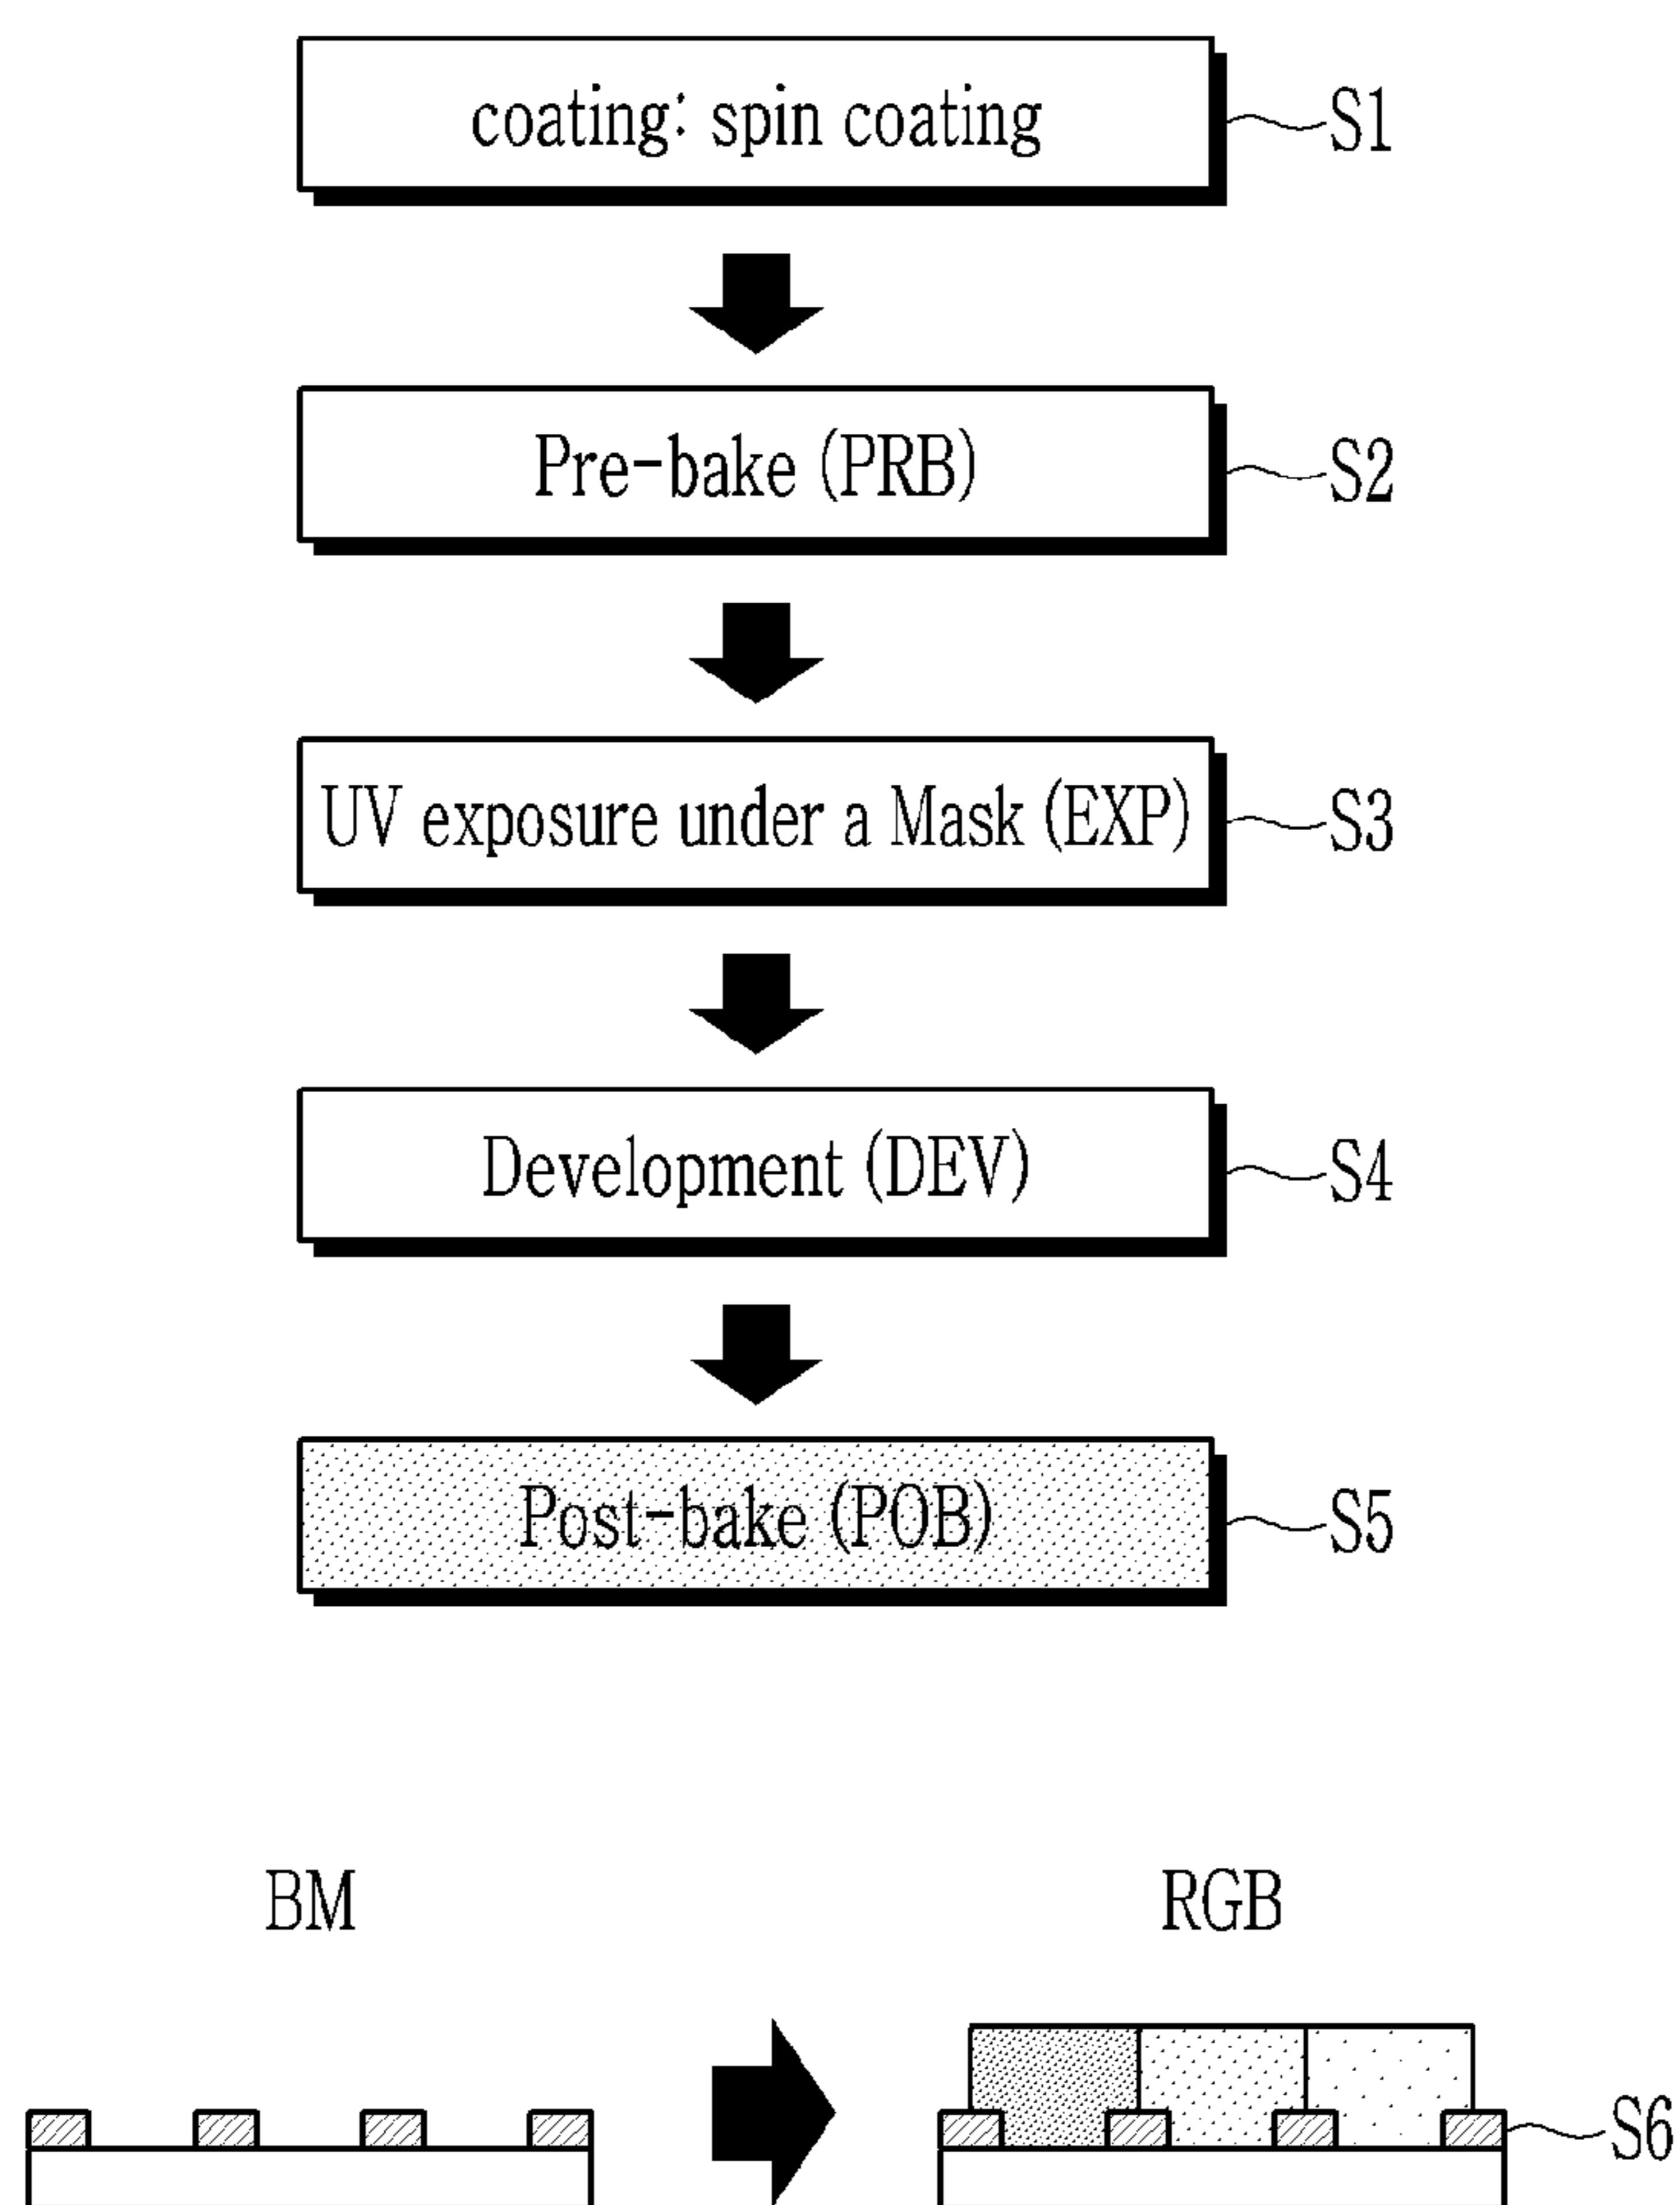 coating: spin coating
S1
Pre-bake (PRB)
S2
UV exposure under a Mask (EXP)
S3
Development (DEV)
S4
Post-bake (POB)
S5
BM
RGB
S6